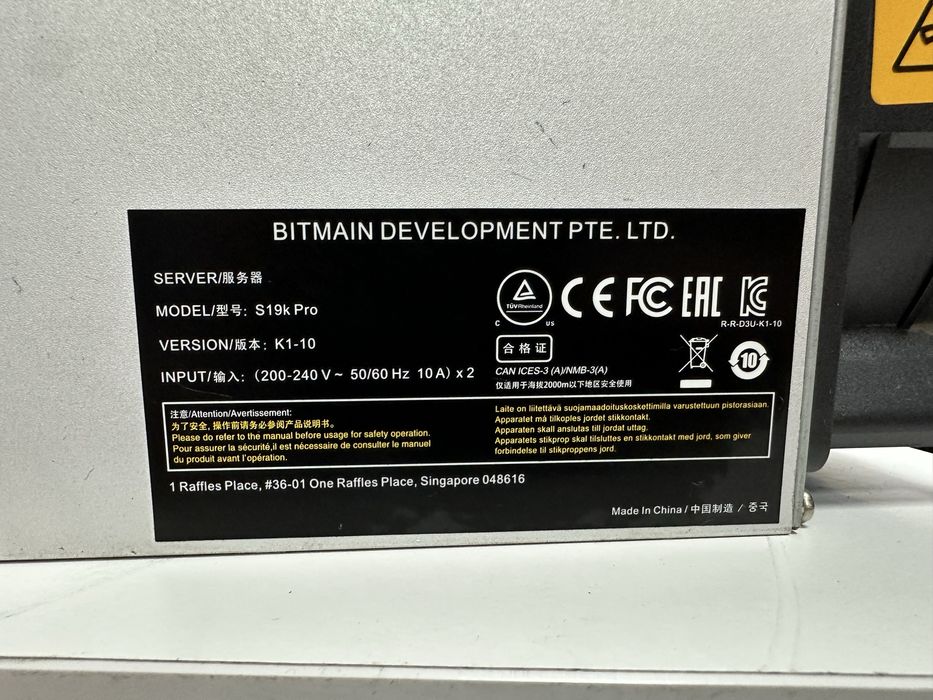 BITMAIN DEVELOPMENT PTE. LTD.
SERVER/服务器
MODEL/型号: S19k Pro
VERSION/版本: K1-10
INPUT/输入: (200-240 V ~ 50/60 Hz 10 A) x 2
TÜVRheinland
C US
CE FC EAC KC
R-R-D3U-K1-10
合格证
10
CAN ICES-3 (A)/NMB-3(A)
仅适用于海拔2000m以下地区安全使用
注意/Attention/Avertissement:
为了安全, 操作前请务必参阅产品说明书。
Please do refer to the manual before usage for safety operation.
Pour assurer la sécurité,il est nécessaire de consulter le manuel
du produit avant l'opération.
Laite on liitettävä suojamaadoituskoskettimilla varustettuun pistorasiaan.
Apparatet må tilkoples jordet stikkontakt.
Apparaten skall anslutas till jordat uttag.
Apparatets stikprop skal tilsluttes en stikkontakt med jord, som giver
forbindelse til stikproppens jord.
1 Raffles Place, #36-01 One Raffles Place, Singapore 048616
Made In China / 中国制造 / 중국